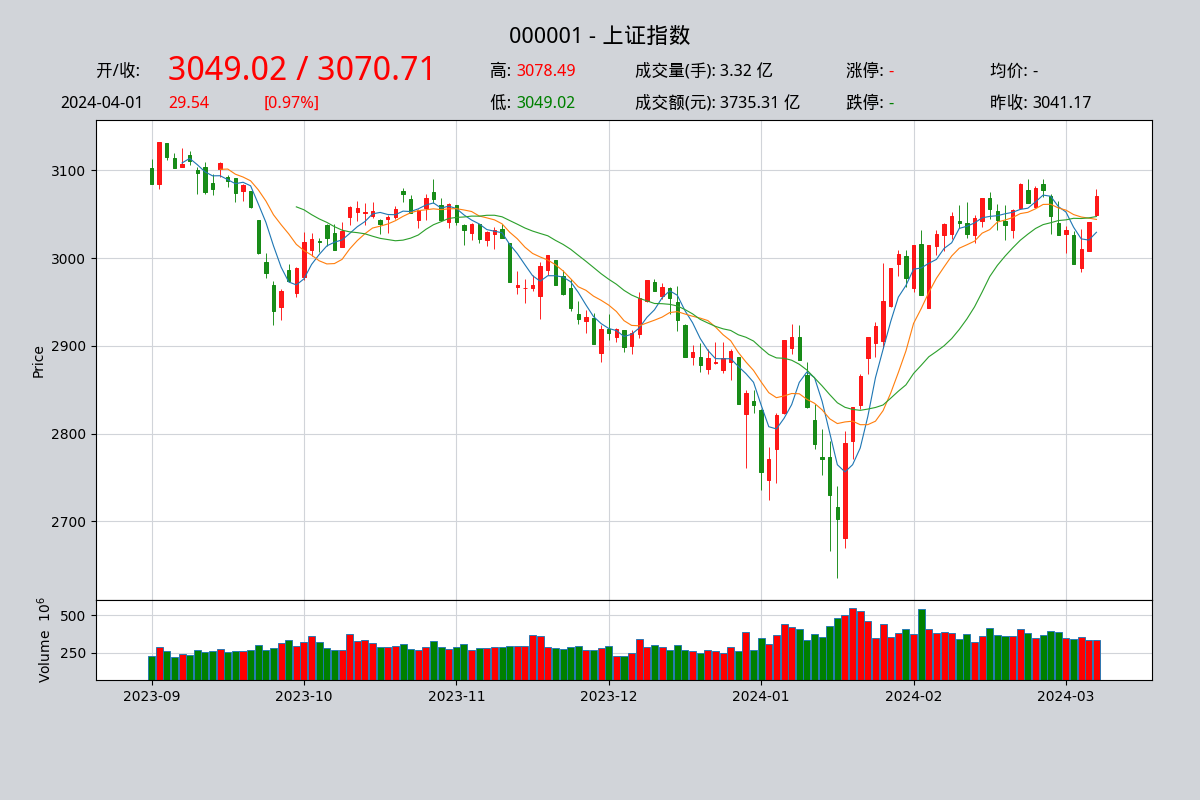 000001 - 上证指数
开/收: 3049.02 / 3070.71 高: 3078.49 成交量(手): 3.32 亿 涨停: - 均价: -
2024-04-01 29.54 [0.97%] 低: 3049.02 成交额(元): 3735.31 亿 跌停: - 昨收: 3041.17
3100
3000
2900
Price
2800
2700
500
250
Volume 10⁶
2023-09 2023-10 2023-11 2023-12 2024-01 2024-02 2024-03